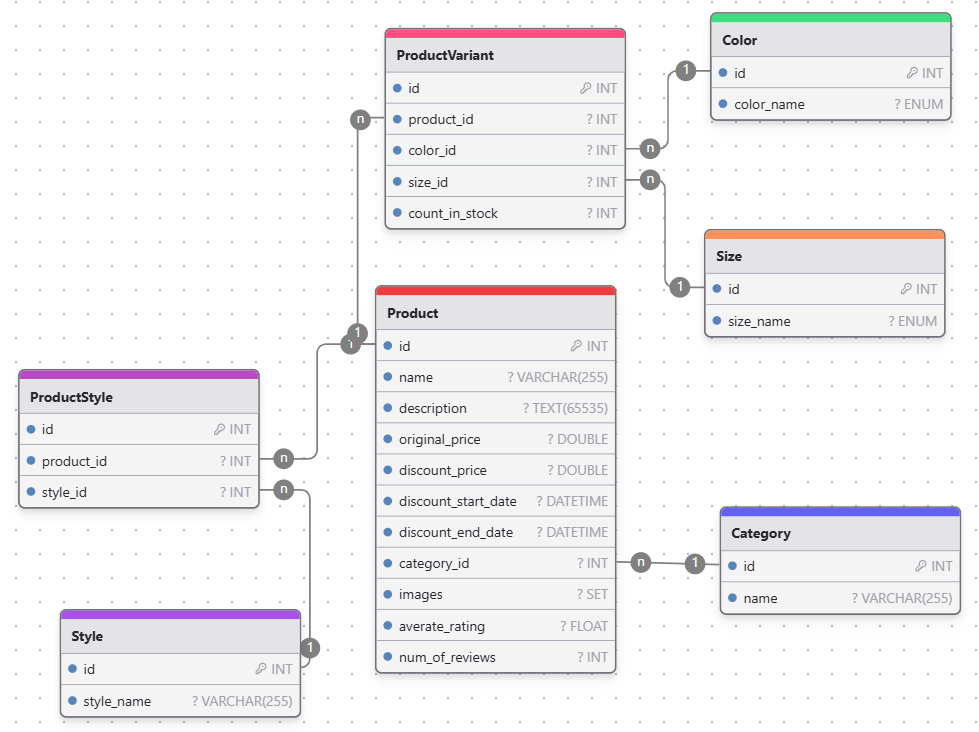 ProductVariant
id INT
product_id ? INT
color_id ? INT
size_id ? INT
count_in_stock ? INT
Color
id INT
color_name ? ENUM
Size
id INT
size_name ? ENUM
Product
id INT
name ? VARCHAR(255)
description ? TEXT(65535)
original_price ? DOUBLE
discount_price ? DOUBLE
discount_start_date ? DATETIME
discount_end_date ? DATETIME
category_id ? INT
images ? SET
averate_rating ? FLOAT
num_of_reviews ? INT
ProductStyle
id INT
product_id ? INT
style_id ? INT
Style
id INT
style_name ? VARCHAR(255)
Category
id INT
name ? VARCHAR(255)
n
1
n
1
n
1
n
1
n
1
n
1